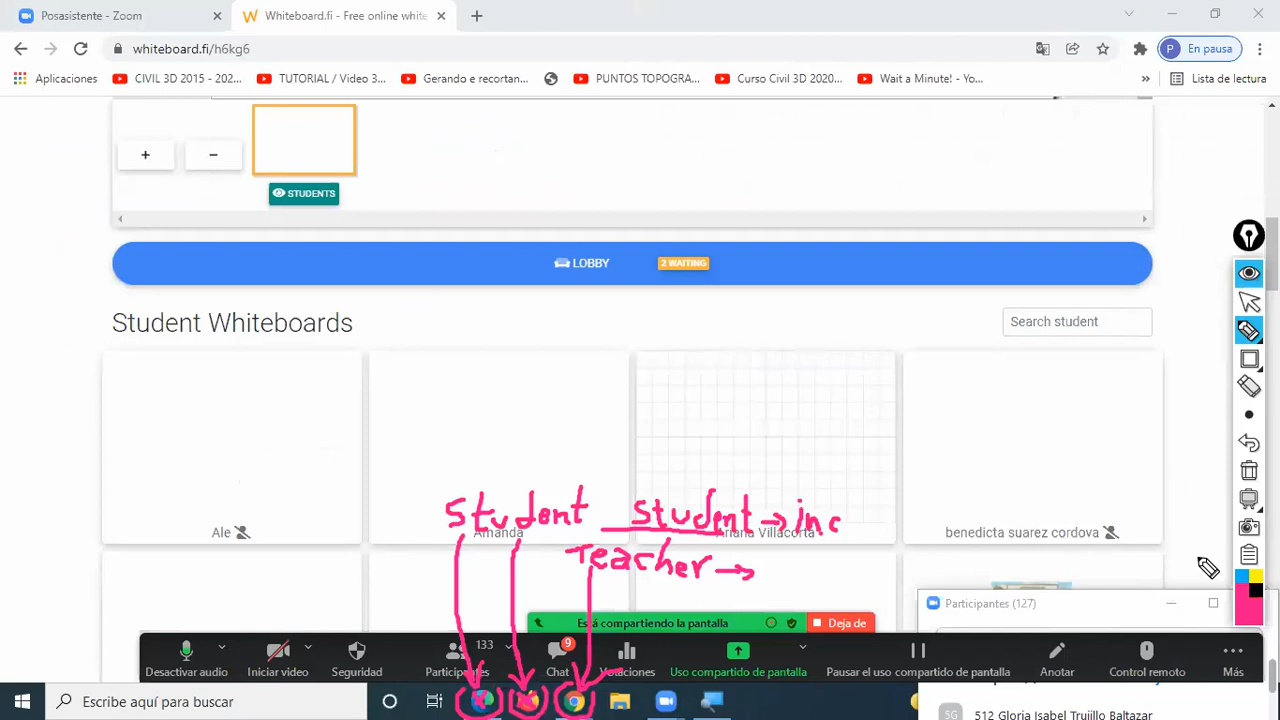 Posasistente - Zoom
Whiteboard.fi - Free online white
whiteboard.fi/h6kg6
P En pausa
Aplicaciones
CIVIL 3D 2015 - 202...
TUTORIAL / Video 3...
Gerando e recortan...
PUNTOS TOPOGRA...
Curso Civil 3D 2020...
Wait a Minute! - Yo...
»
Lista de lectura
+
−
STUDENTS
LOBBY
2 WAITING
Student Whiteboards
Search student
Ale
Amanda
Ariana Villacorta
benedicta suarez cordova
Student Student → inc
Teacher →
Participantes (127)
Está compartiendo la pantalla
Deja de
133
9
Desactivar audio
Iniciar video
Seguridad
Participantes
Chat
Votaciones
Uso compartido de pantalla
Pausar el uso compartido de pantalla
Anotar
Control remoto
Más
Escribe aquí para buscar
SG 512 Gloria Isabel Trujillo Baltazar